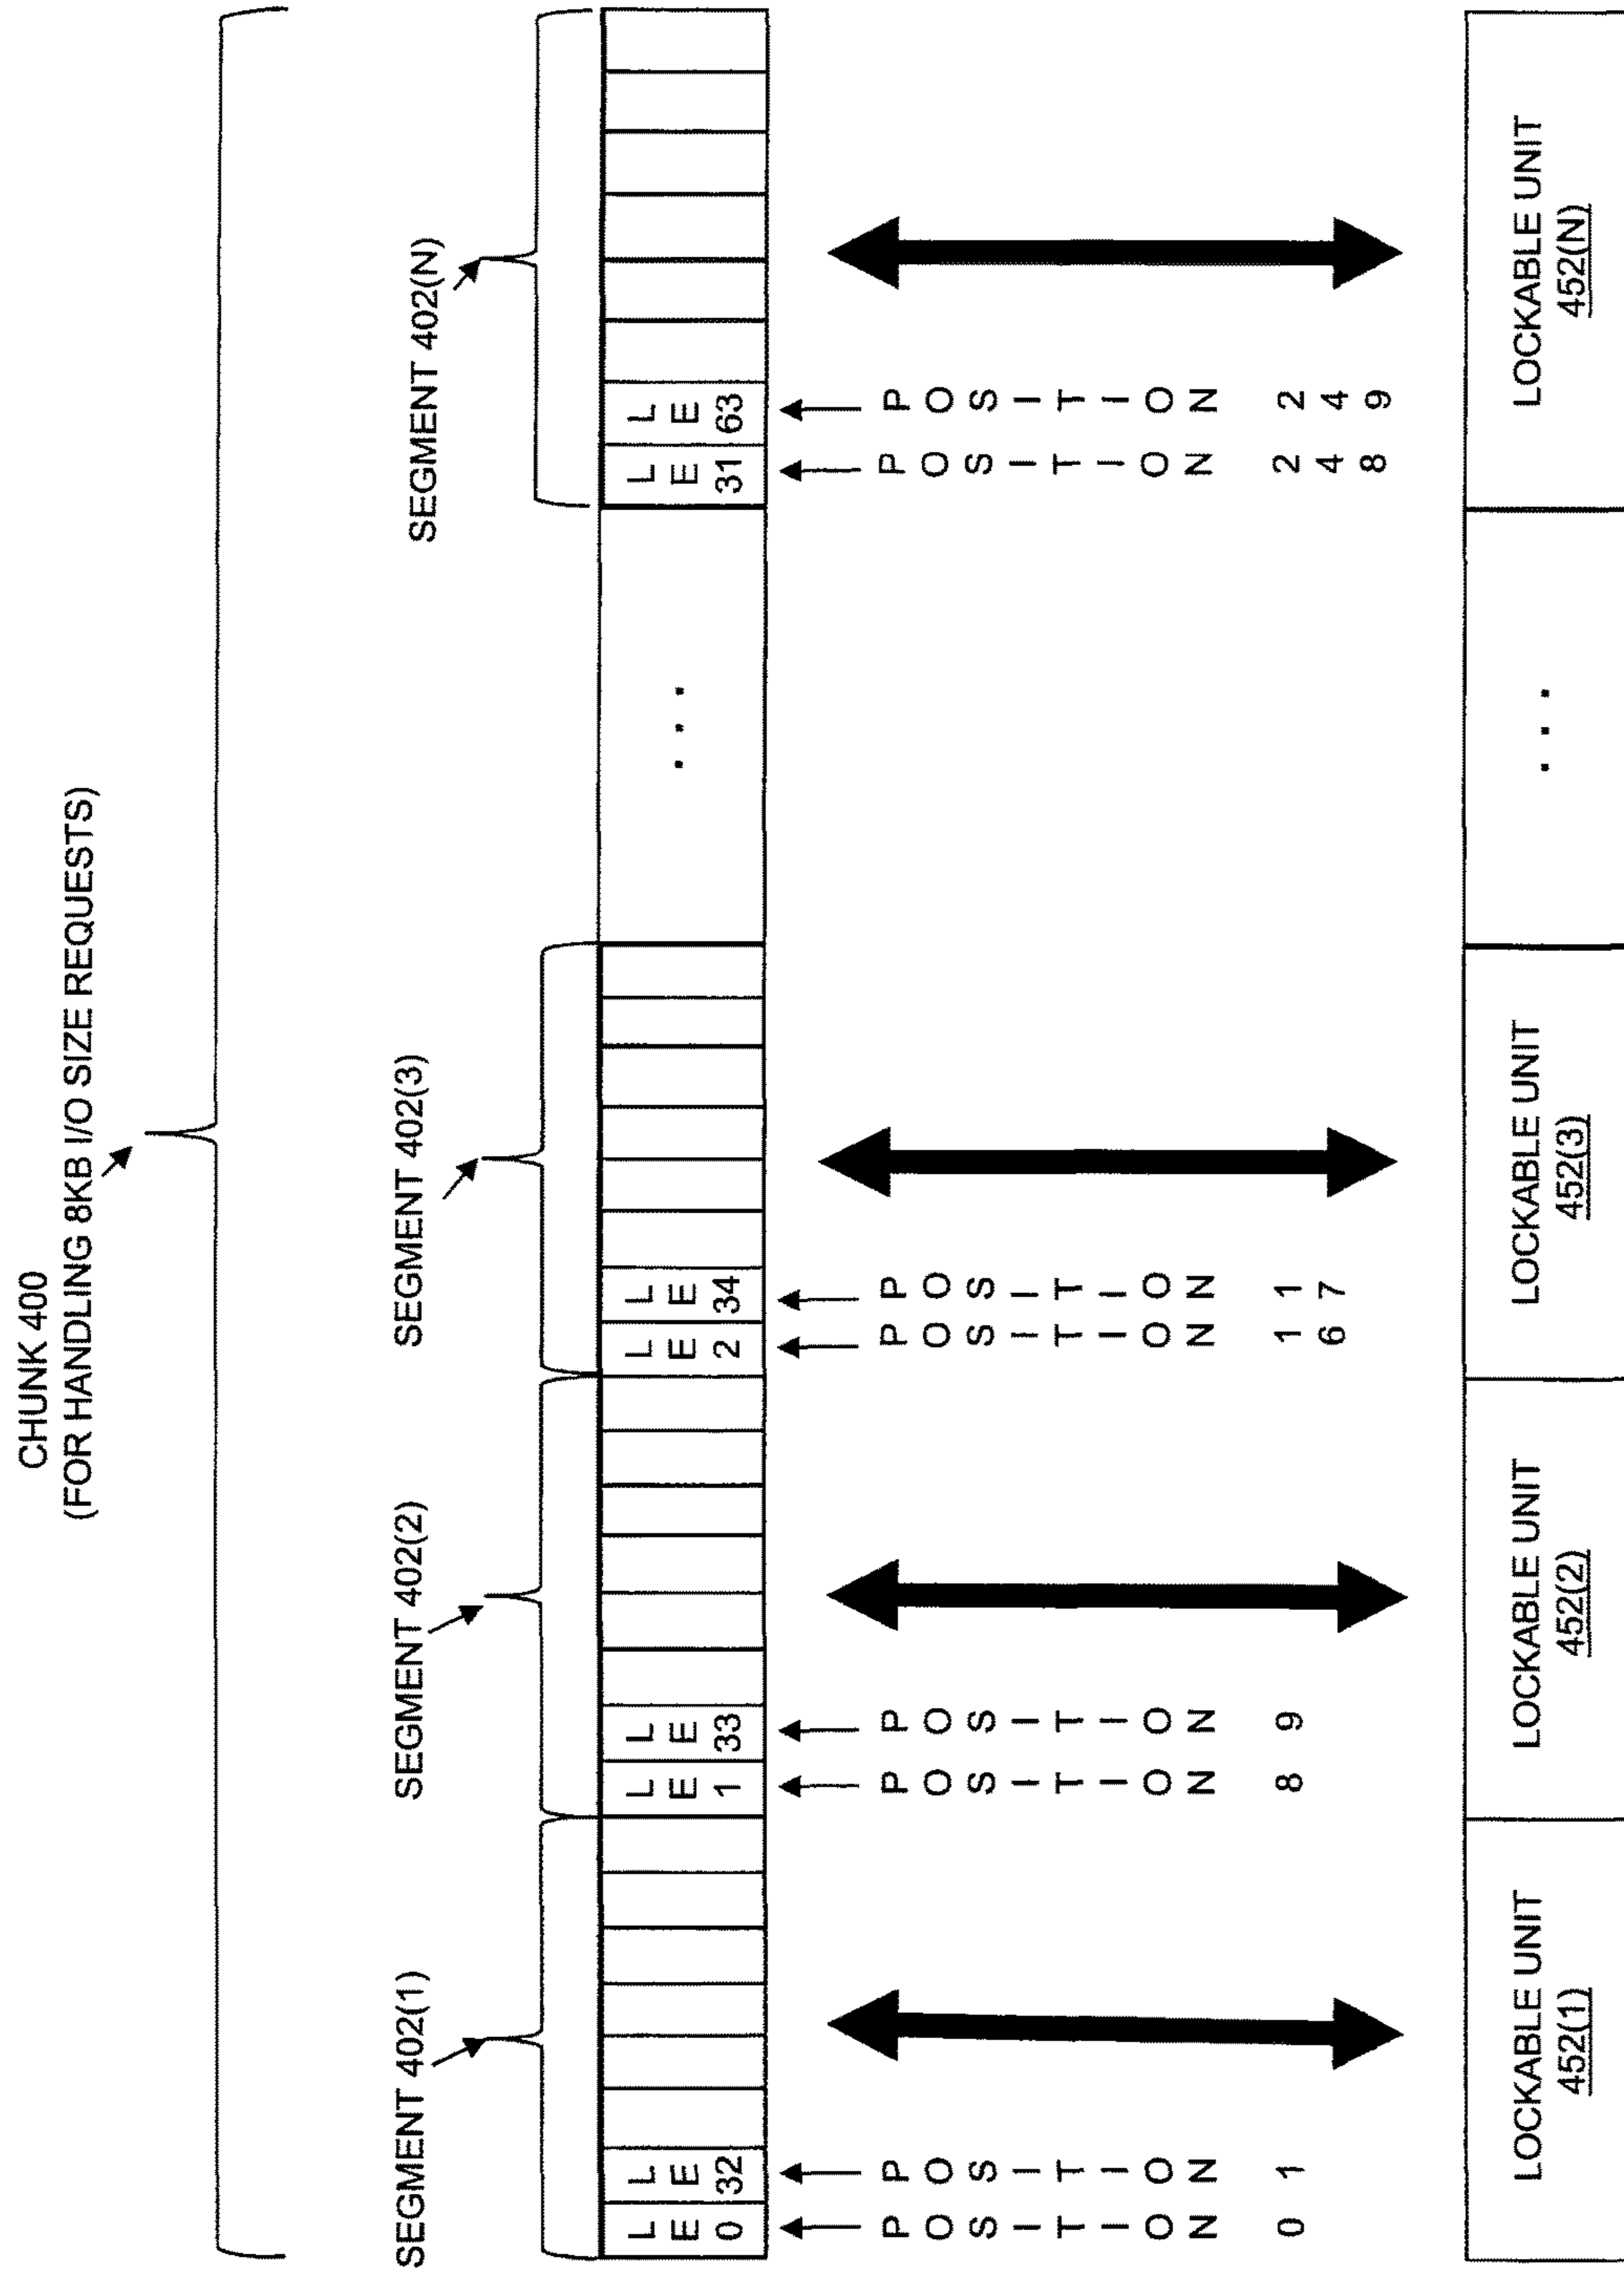 CHUNK 400
(FOR HANDLING 8KB I/O SIZE REQUESTS)
SEGMENT 402(1)
SEGMENT 402(2)
SEGMENT 402(3)
SEGMENT 402(N)
LE 0
LE 32
LE 1
LE 33
LE 2
LE 34
. . .
LE 31
LE 63
POSITION 0
POSITION 1
POSITION 8
POSITION 9
POSITION 16
POSITION 17
POSITION 248
POSITION 249
LOCKABLE UNIT
452(1)
LOCKABLE UNIT
452(2)
LOCKABLE UNIT
452(3)
. . .
LOCKABLE UNIT
452(N)